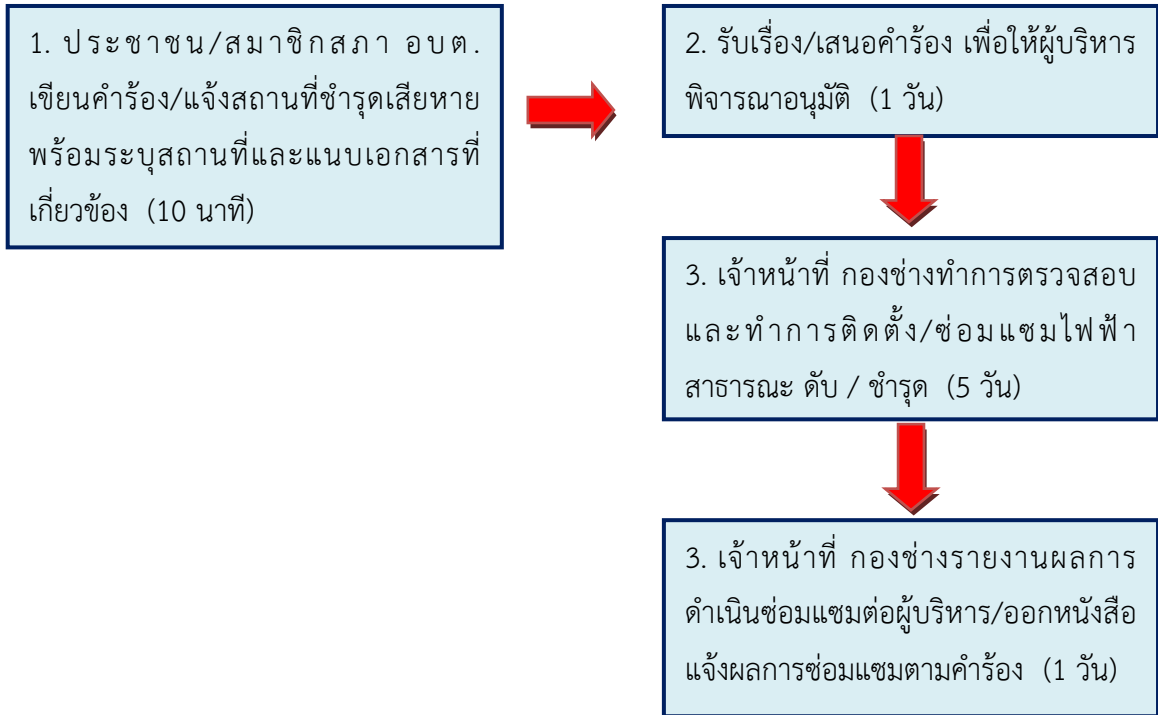 1. ประชาชน/สมาชิกสภา อบต.
เขียนคำร้อง/แจ้งสถานที่ชำรุดเสียหาย
พร้อมระบุสถานที่และแนบเอกสารที่
เกี่ยวข้อง (10 นาที)
2. รับเรื่อง/เสนอคำร้อง เพื่อให้ผู้บริหาร
พิจารณาอนุมัติ (1 วัน)
3. เจ้าหน้าที่ กองช่างทำการตรวจสอบ
และทำการติดตั้ง/ซ่อมแซมไฟฟ้า
สาธารณะ ดับ / ชำรุด (5 วัน)
3. เจ้าหน้าที่ กองช่างรายงานผลการ
ดำเนินซ่อมแซมต่อผู้บริหาร/ออกหนังสือ
แจ้งผลการซ่อมแซมตามคำร้อง (1 วัน)